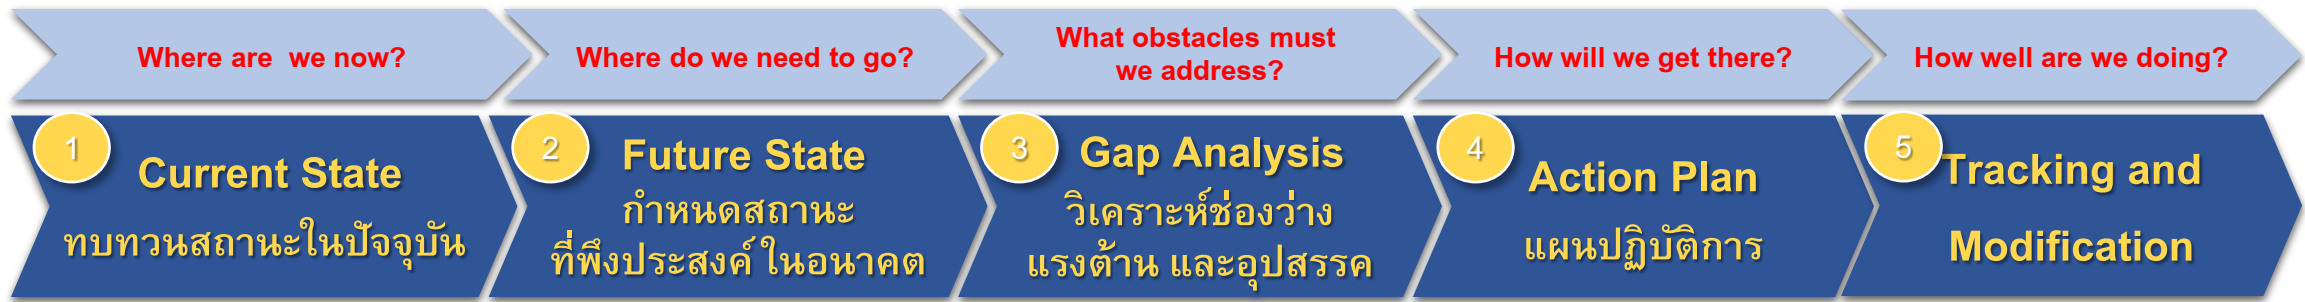 Where are  we now?
Where do we need to go?
What obstacles must
we address?
How will we get there?
How well are we doing?
1
Current State
ทบทวนสถานะในปัจจุบัน
2
Future State
กำหนดสถานะ
ที่พึงประสงค์ ในอนาคต
3
Gap Analysis
วิเคราะห์ช่องว่าง
แรงต้าน และอุปสรรค
4
Action Plan
แผนปฏิบัติการ
5
Tracking and
Modification